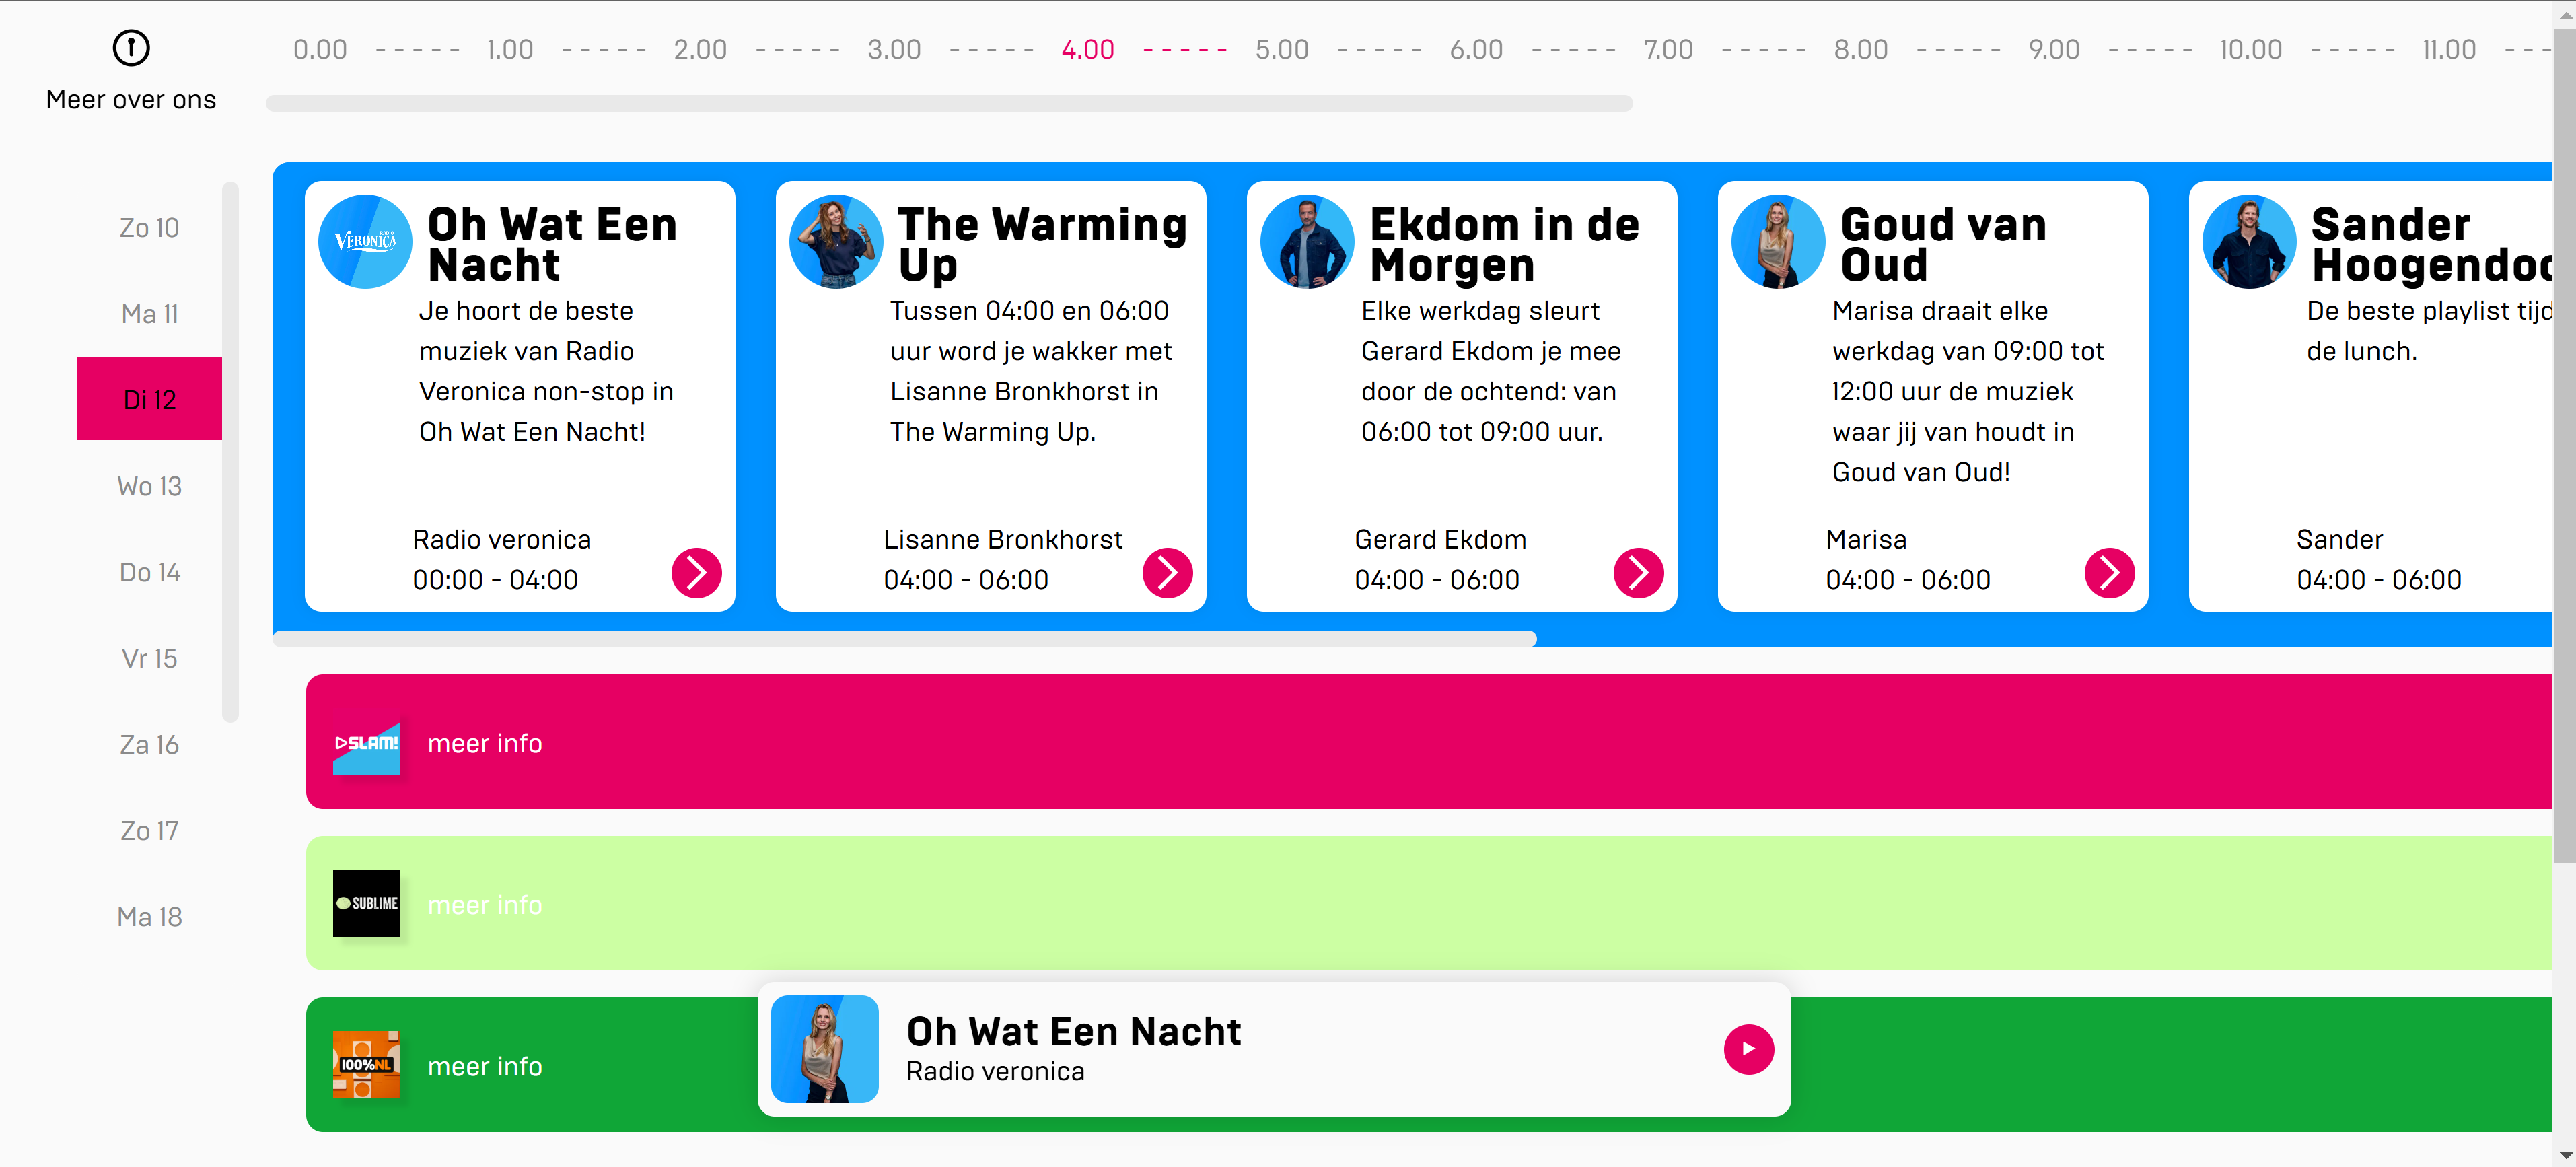 0.00 ----- 1.00 ----- 2.00 ----- 3.00 ----- 4.00 ----- 5.00 ----- 6.00 ----- 7.00 ----- 8.00 ----- 9.00 ----- 10.00 ----- 11.00 ---
Meer over ons
Zo 10
Ma 11
Di 12
Wo 13
Do 14
Vr 15
Za 16
Zo 17
Ma 18
RADIO
VERONICA
Oh Wat Een
Nacht
Je hoort de beste
muziek van Radio
Veronica non-stop in
Oh Wat Een Nacht!
Radio veronica
00:00 - 04:00
The Warming
Up
Tussen 04:00 en 06:00
uur word je wakker met
Lisanne Bronkhorst in
The Warming Up.
Lisanne Bronkhorst
04:00 - 06:00
Ekdom in de
Morgen
Elke werkdag sleurt
Gerard Ekdom je mee
door de ochtend: van
06:00 tot 09:00 uur.
Gerard Ekdom
04:00 - 06:00
Goud van
Oud
Marisa draait elke
werkdag van 09:00 tot
12:00 uur de muziek
waar jij van houdt in
Goud van Oud!
Marisa
04:00 - 06:00
Sander
Hoogendoo
De beste playlist tijd
de lunch.
Sander
04:00 - 06:00
SLAM!
meer info
SUBLIME
meer info
100%NL
meer info
Oh Wat Een Nacht
Radio veronica